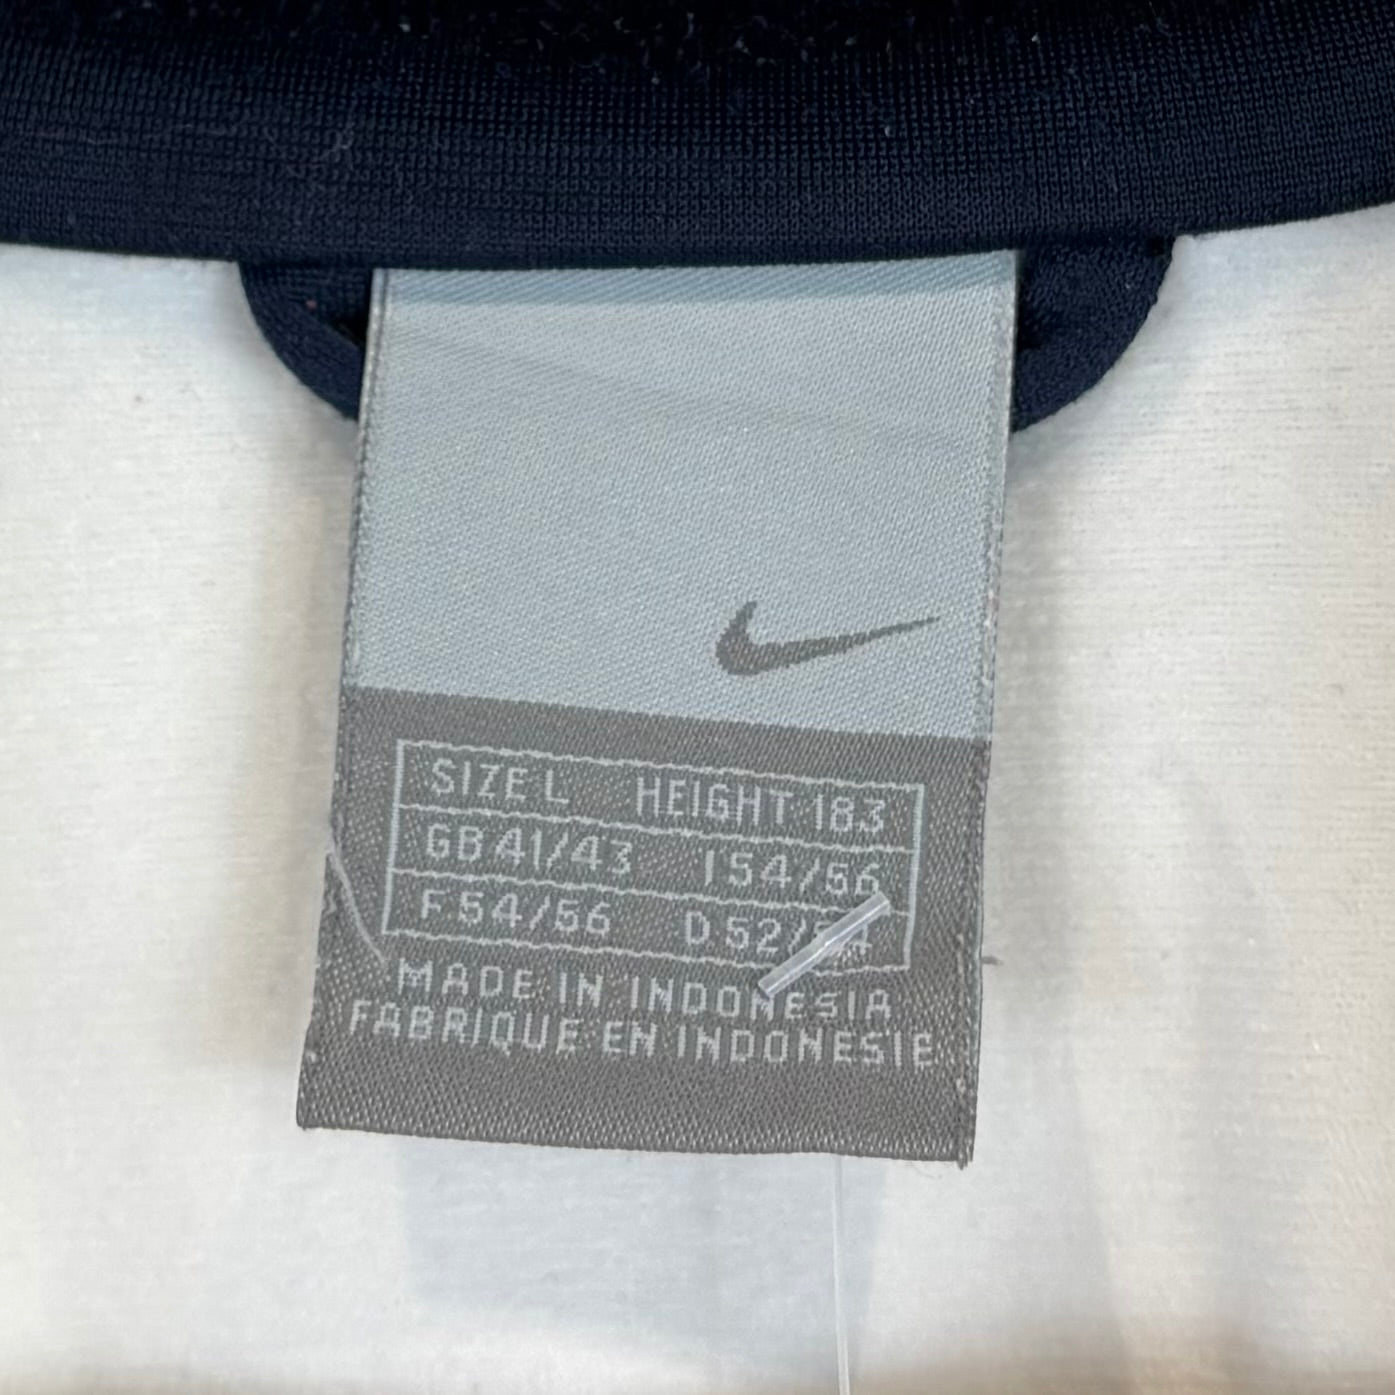 SIZE L HEIGHT 183
GB 41/43 I 54/56
F 54/56 D 52/54
MADE IN INDONESIA
FABRIQUE EN INDONESIE